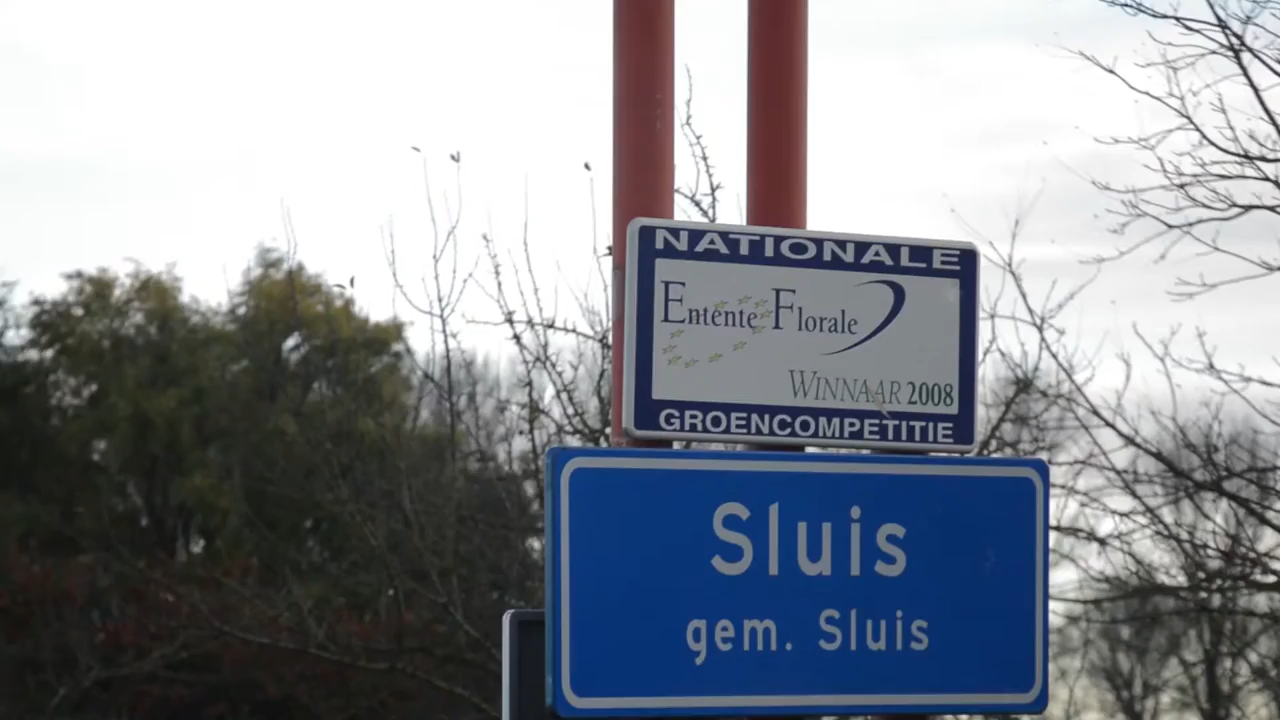 NATIONALE
Entente Florale
WINNAAR 2008
GROENCOMPETITIE
Sluis
gem. Sluis